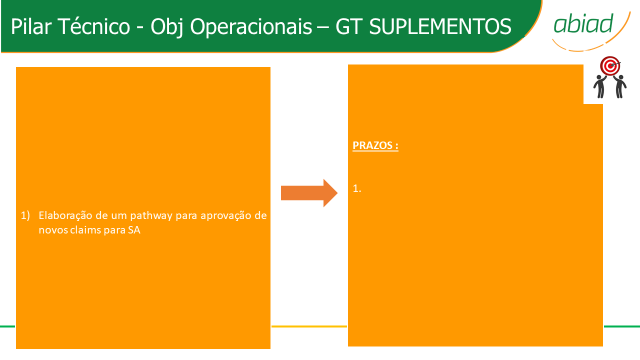 Pilar Técnico - Obj Operacionais – GT SUPLEMENTOS
abiad
PRAZOS :
1.
1) Elaboração de um pathway para aprovação de
novos claims para SA